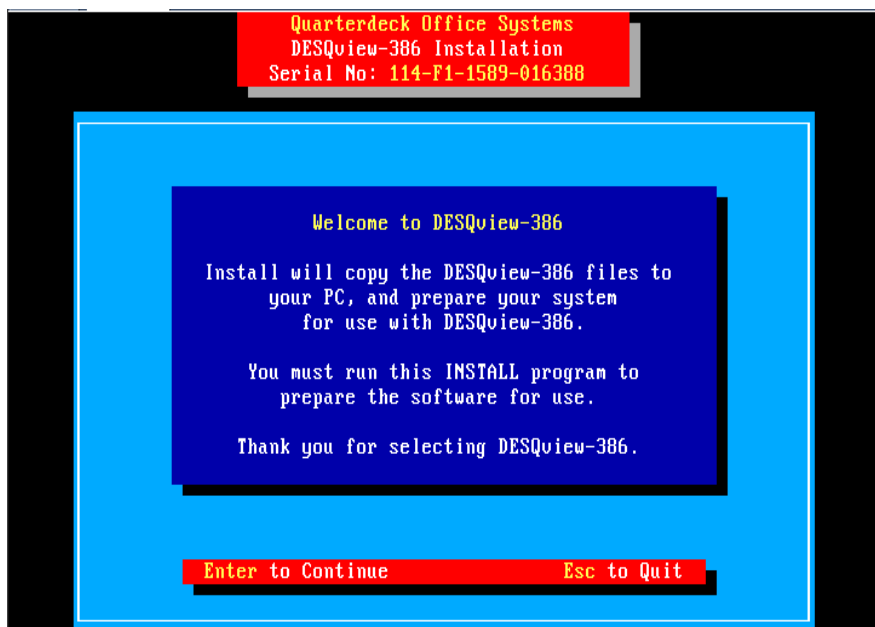 Quarterdeck Office Systems
DESQview-386 Installation
Serial No: 114-F1-1589-016388
Welcome to DESQview-386
Install will copy the DESQview-386 files to
your PC, and prepare your system
for use with DESQview-386.
You must run this INSTALL program to
prepare the software for use.
Thank you for selecting DESQview-386.
Enter to Continue Esc to Quit